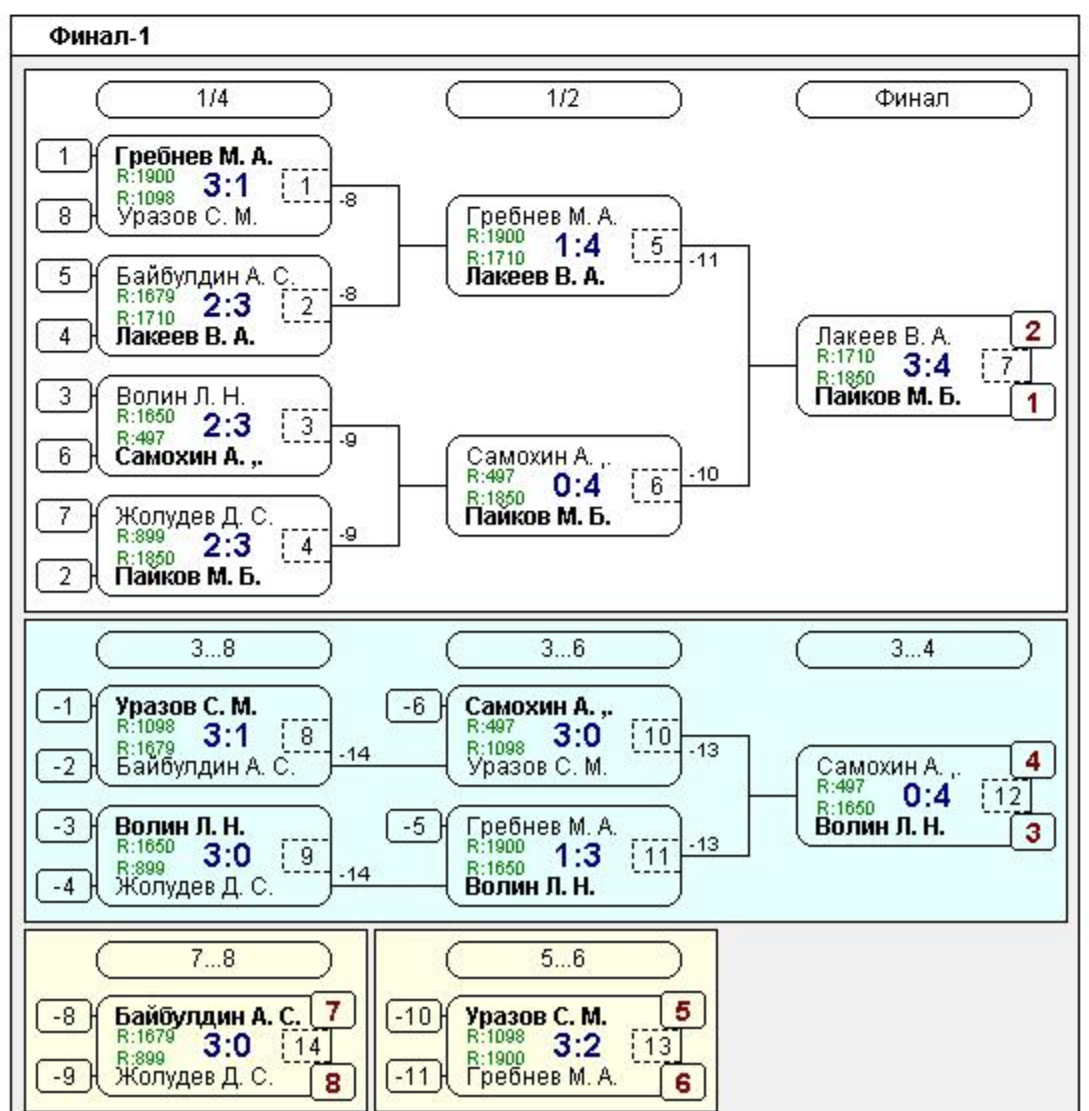 Финал-1
1/4 1/2 Финал
1 Гребнев М. А.
R:1900 3:1 1
R:1098
8 Уразов С. М. -8
Гребнев М. А.
R:1900 1:4 5
R:1710 -11
Лакеев В. А.
5 Байбулдин А. С.
R:1679 2:3 2 -8
R:1710
4 Лакеев В. А.
Лакеев В. А. 2
R:1710 3:4 7
R:1850
Пайков М. Б. 1
3 Волин Л. Н.
R:1650 2:3 3
R:497 -9
6 Самохин А. ,.
Самохин А. ,.
R:497 0:4 6 -10
R:1850
Пайков М. Б.
7 Жолудев Д. С.
R:899 2:3 4 -9
R:1850
2 Пайков М. Б.
3...8 3...6 3...4
-1 Уразов С. М.
R:1098 3:1 8
R:1679 -14
-2 Байбулдин А. С.
-6 Самохин А. ,.
R:497 3:0 10
R:1098 -13
Уразов С. М.
Самохин А. ,. 4
R:497 0:4 12
R:1650
Волин Л. Н. 3
-3 Волин Л. Н.
R:1650 3:0 9
R:899 -14
-4 Жолудев Д. С.
-5 Гребнев М. А.
R:1900 1:3 11 -13
R:1650
Волин Л. Н.
7...8 5...6
-8 Байбулдин А. С. 7
R:1679 3:0 14
R:899
-9 Жолудев Д. С. 8
-10 Уразов С. М. 5
R:1098 3:2 13
R:1900
-11 Гребнев М. А. 6